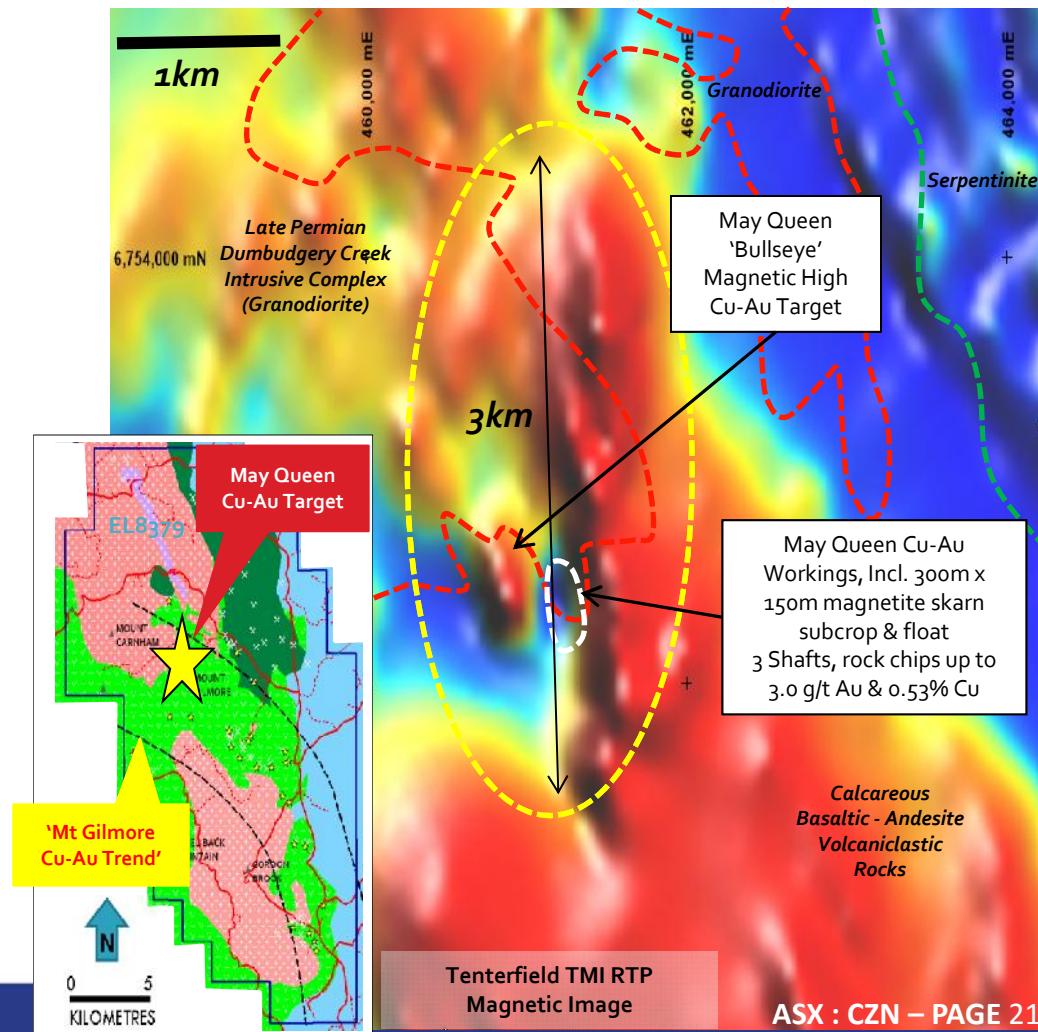 1km
460,000 mE
462,000 mE
464,000 mE
Granodiorite
Serpentinite
Late Permian
Dumbudgery Creek
Intrusive Complex
(Granodiorite)
6,754,000 mN
May Queen
‘Bullseye’
Magnetic High
Cu-Au Target
3km
May Queen Cu-Au
Workings, Incl. 300m x
150m magnetite skarn
subcrop & float
3 Shafts, rock chips up to
3.0 g/t Au & 0.53% Cu
Calcareous
Basaltic - Andesite
Volcaniclastic
Rocks
May Queen
Cu-Au Target
EL8379
MOUNT
CARNHAM
‘Mt Gilmore
Cu-Au Trend’
GORDON
BROOK
N
0 5
KILOMETRES
Tenterfield TMI RTP
Magnetic Image
ASX : CZN – PAGE 21